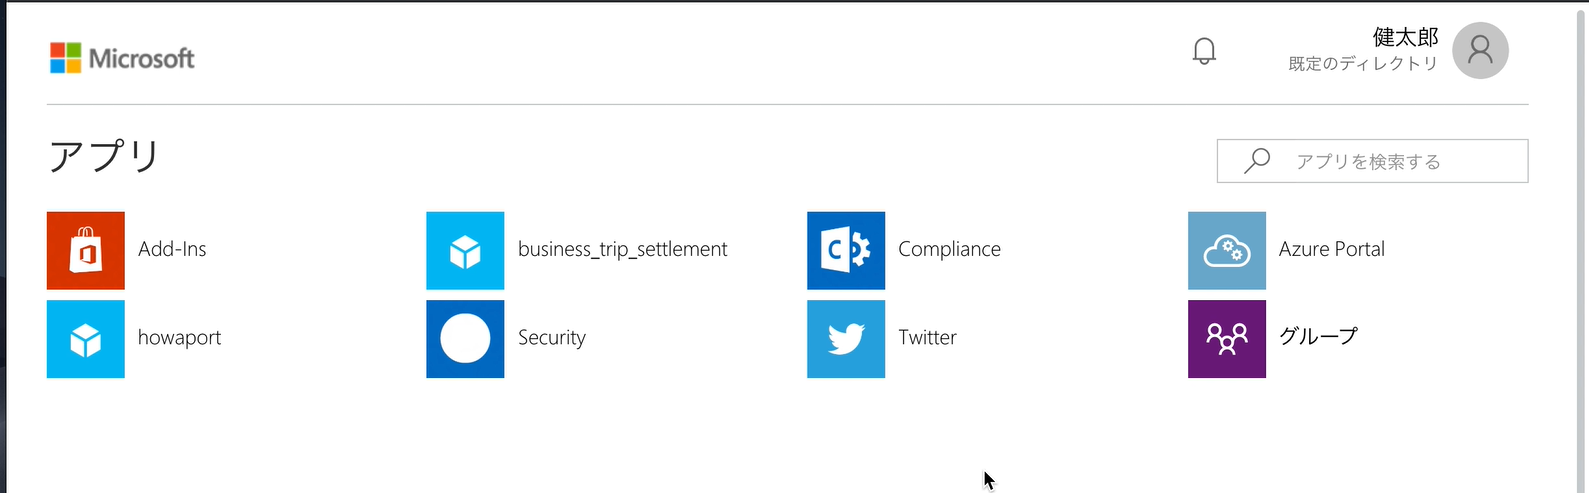 Microsoft
健太郎
既定のディレクトリ
アプリ
アプリを検索する
Add-Ins
business_trip_settlement
C
Compliance
Azure Portal
howaport
Security
Twitter
グループ